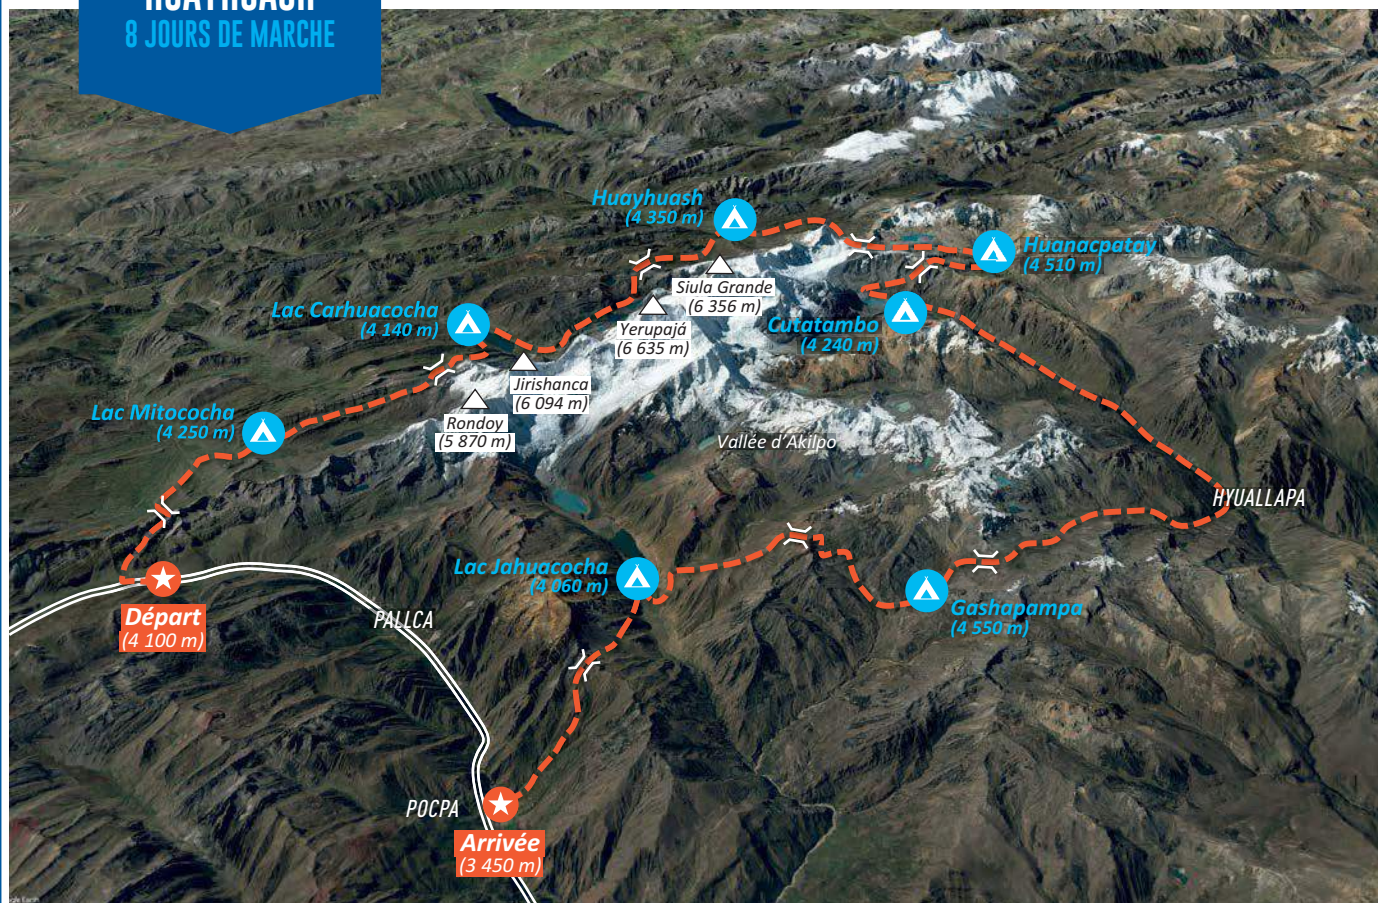 HUAYHUASH
8 JOURS DE MARCHE
Huayhuash
(4 350 m)
Huanacpatay
(4 510 m)
Siula Grande
(6 356 m)
Lac Carhuacocha
(4 140 m)
Yerupajá
(6 635 m)
Cutatambo
(4 240 m)
Jirishanca
(6 094 m)
Lac Mitococha
(4 250 m)
Rondoy
(5 870 m)
Vallée d’Akilpo
HYUALLAPA
Lac Jahuacocha
(4 060 m)
Gashapampa
(4 550 m)
Départ
(4 100 m)
PALLCA
POCPA
Arrivée
(3 450 m)